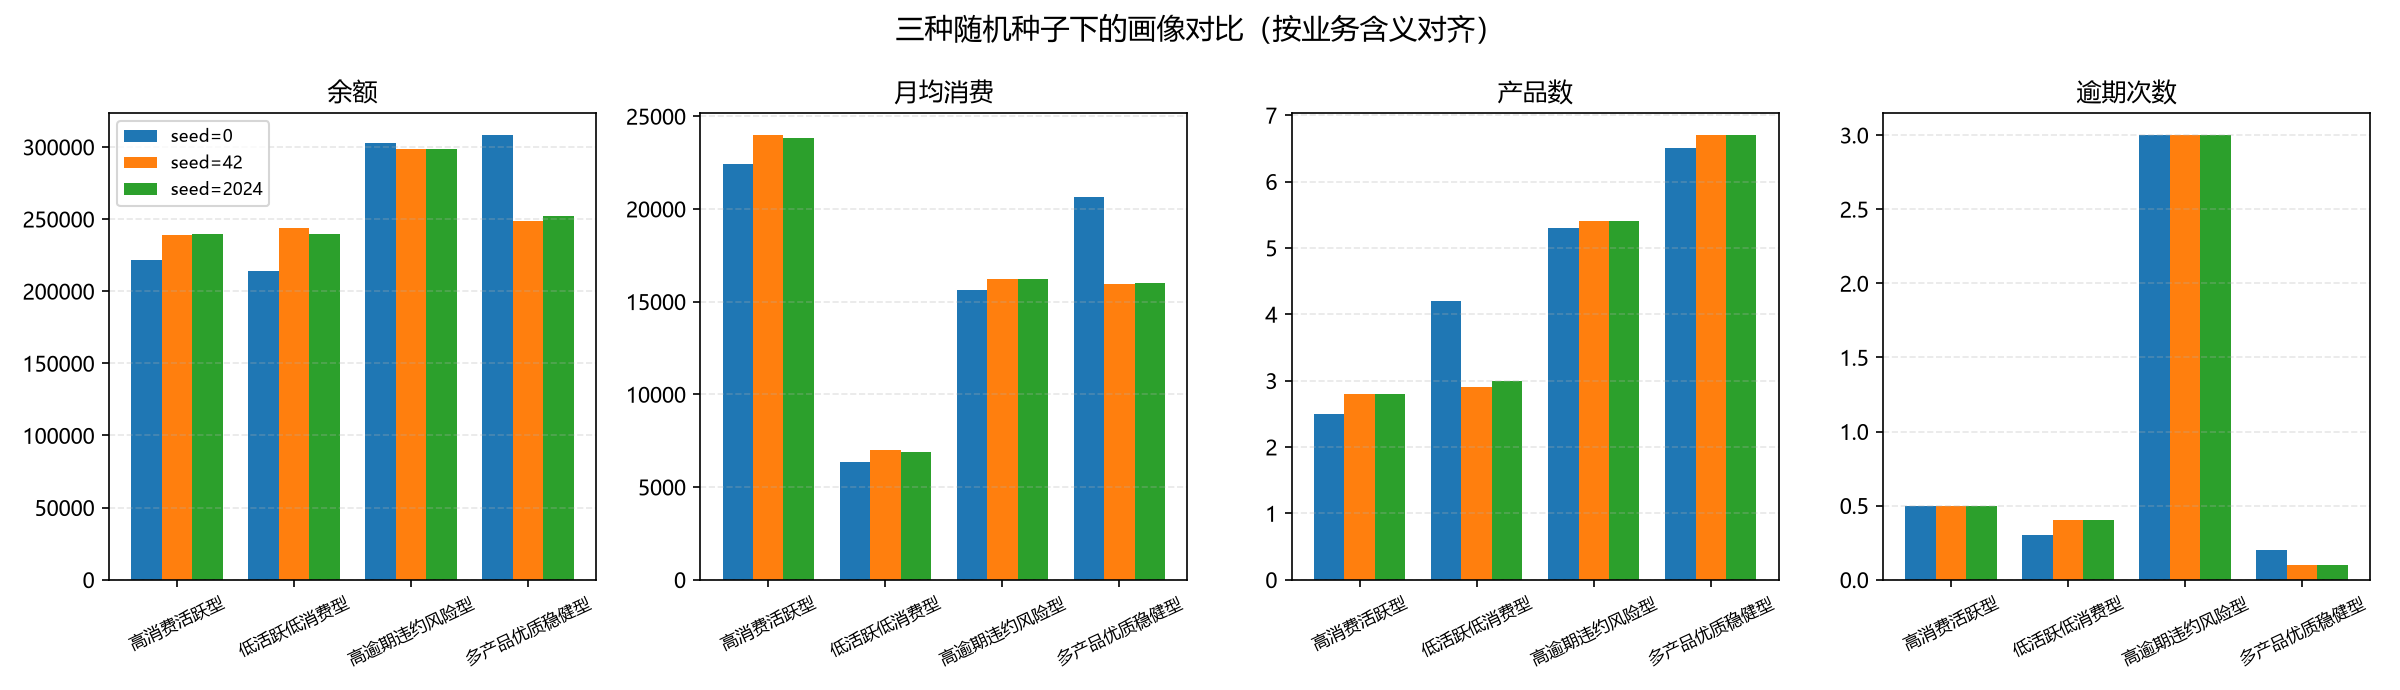 三种随机种子下的画像对比（按业务含义对齐）
余额
300000
250000
200000
150000
100000
50000
0
seed=0
seed=42
seed=2024
高消费活跃型
低活跃低消费型
高逾期违约风险型
多产品优质稳健型
月均消费
25000
20000
15000
10000
5000
0
高消费活跃型
低活跃低消费型
高逾期违约风险型
多产品优质稳健型
产品数
7
6
5
4
3
2
1
0
高消费活跃型
低活跃低消费型
高逾期违约风险型
多产品优质稳健型
逾期次数
3.0
2.5
2.0
1.5
1.0
0.5
0.0
高消费活跃型
低活跃低消费型
高逾期违约风险型
多产品优质稳健型